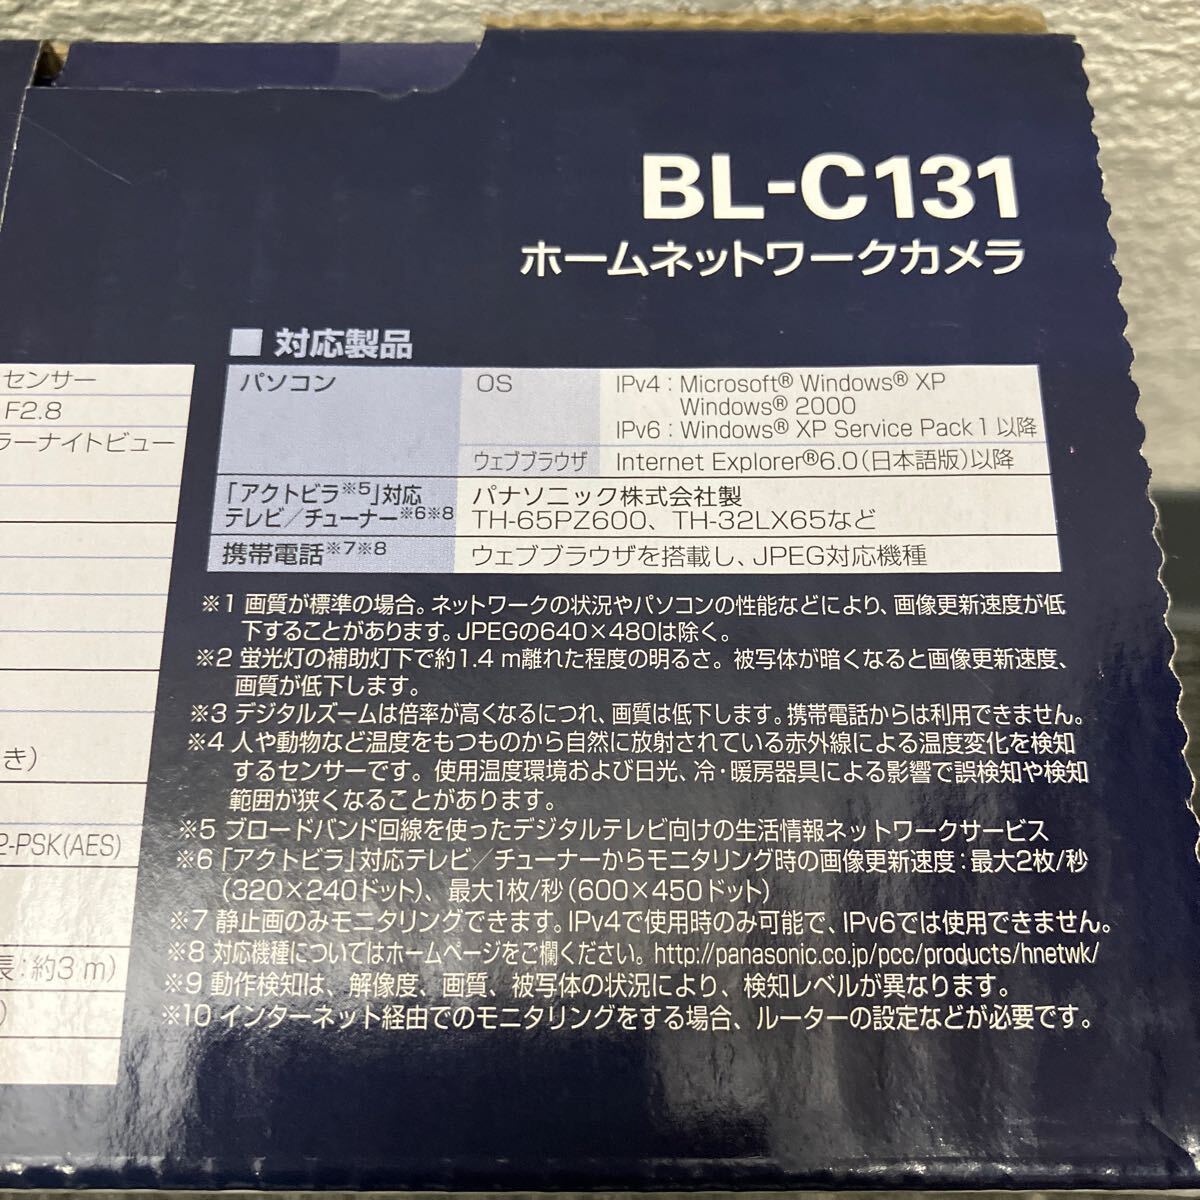 BL-C131
ホームネットワークカメラ
■ 対応製品
センサー
F2.8
ラーナイトビュー
き)
2-PSK(AES)
長:約3m)
)
パソコン OS IPv4:Microsoft® Windows® XP
Windows® 2000
IPv6:Windows® XP Service Pack1以降
ウェブブラウザ Internet Explorer®6.0(日本語版)以降
「アクトビラ※5」対応 パナソニック株式会社製
テレビ/チューナー※6※8 TH-65PZ600、TH-32LX65など
携帯電話※7※8 ウェブブラウザを搭載し、JPEG対応機種
※1 画質が標準の場合。ネットワークの状況やパソコンの性能などにより、画像更新速度が低
下することがあります。JPEGの640×480は除く。
※2 蛍光灯の補助灯下で約1.4m離れた程度の明るさ。被写体が暗くなると画像更新速度、
画質が低下します。
※3 デジタルズームは倍率が高くなるにつれ、画質は低下します。携帯電話からは利用できません。
※4 人や動物など温度をもつものから自然に放射されている赤外線による温度変化を検知
するセンサーです。使用温度環境および日光、冷・暖房器具による影響で誤検知や検知
範囲が狭くなることがあります。
※5 ブロードバンド回線を使ったデジタルテレビ向けの生活情報ネットワークサービス
※6「アクトビラ」対応テレビ/チューナーからモニタリング時の画像更新速度:最大2枚/秒
(320×240ドット)、最大1枚/秒(600×450ドット)
※7 静止画のみモニタリングできます。IPv4で使用時のみ可能で、IPv6では使用できません。
※8 対応機種についてはホームページをご欄ください。http://panasonic.co.jp/pcc/products/hnetwk/
※9 動作検知は、解像度、画質、被写体の状況により、検知レベルが異なります。
※10 インターネット経由でのモニタリングをする場合、ルーターの設定などが必要です。